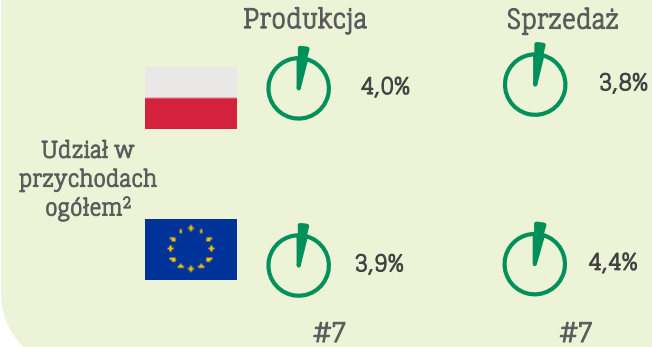 Produkcja Sprzedaż
4,0% 3,8%
Udział w
przychodach
ogółem²
3,9% 4,4%
#7 #7